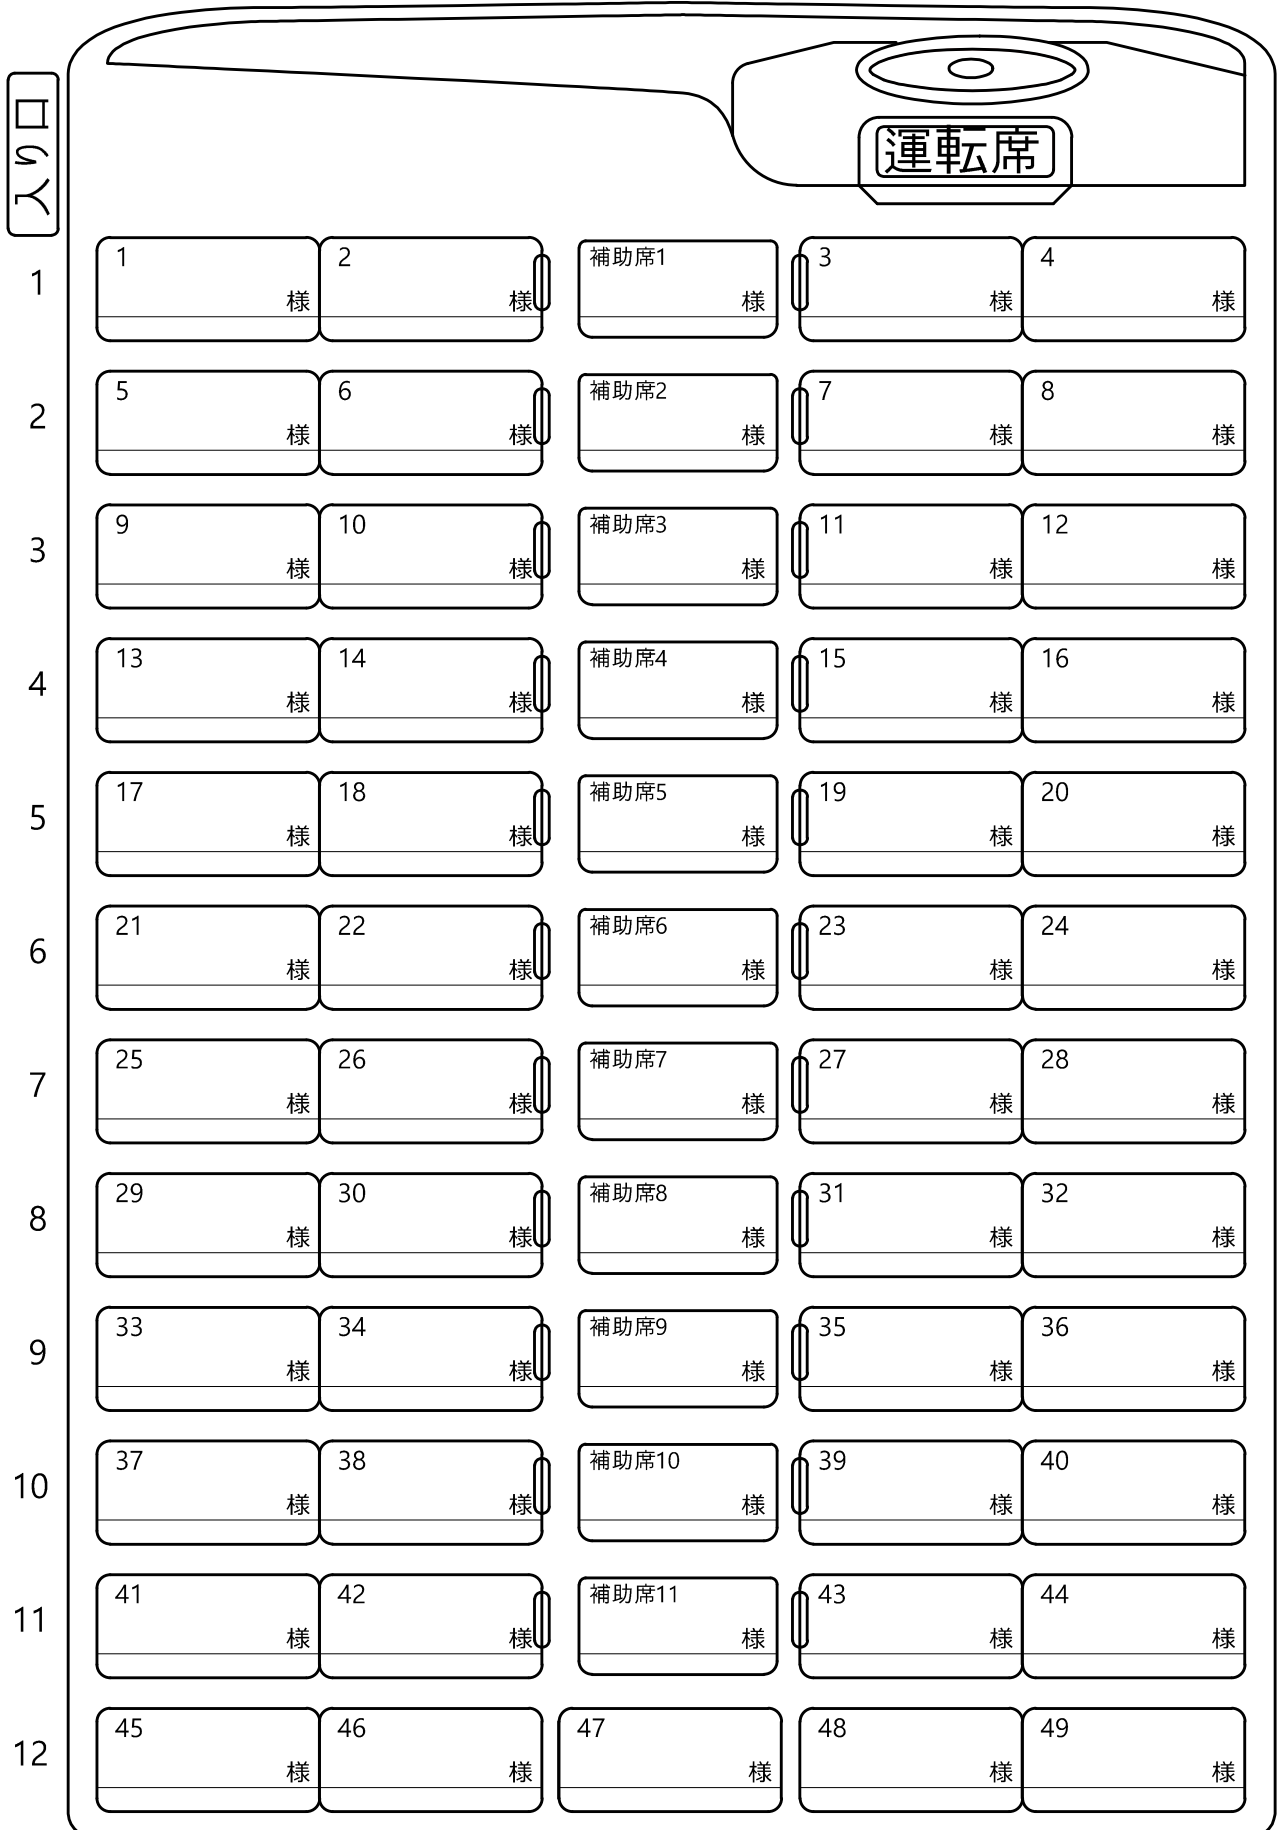 運転席
入り口
1
1 様 2 様 補助席1 様 3 様 4 様
2
5 様 6 様 補助席2 様 7 様 8 様
3
9 様 10 様 補助席3 様 11 様 12 様
4
13 様 14 様 補助席4 様 15 様 16 様
5
17 様 18 様 補助席5 様 19 様 20 様
6
21 様 22 様 補助席6 様 23 様 24 様
7
25 様 26 様 補助席7 様 27 様 28 様
8
29 様 30 様 補助席8 様 31 様 32 様
9
33 様 34 様 補助席9 様 35 様 36 様
10
37 様 38 様 補助席10 様 39 様 40 様
11
41 様 42 様 補助席11 様 43 様 44 様
12
45 様 46 様 47 様 48 様 49 様